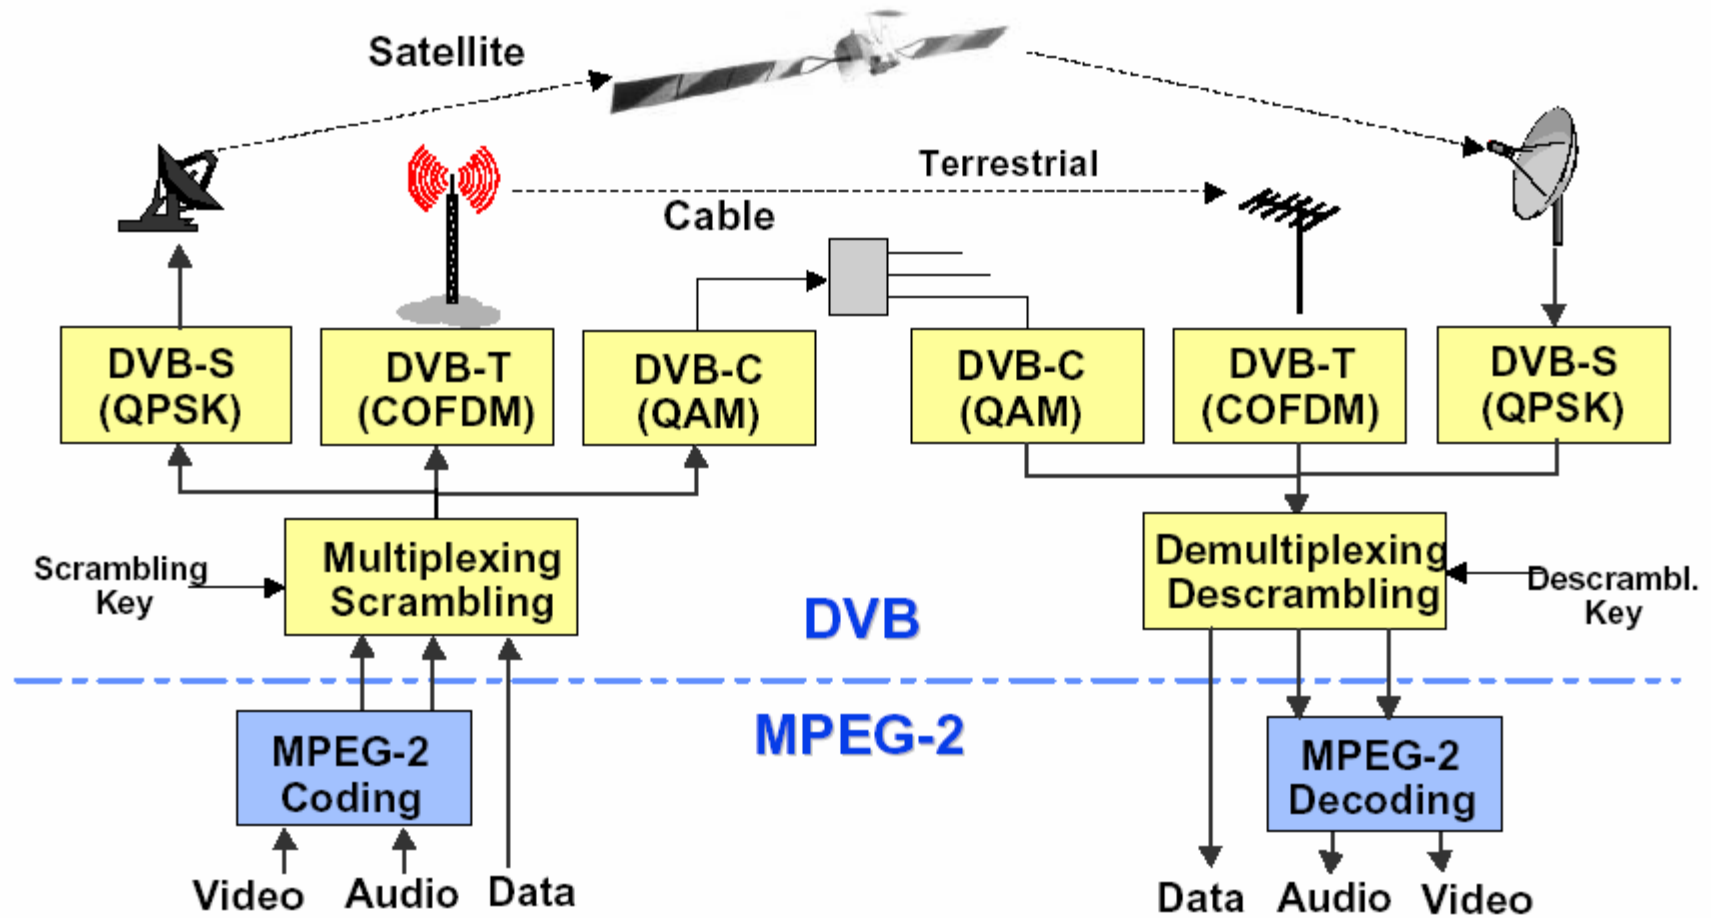 Satellite
Terrestrial
Cable
DVB-S
(QPSK)
DVB-T
(COFDM)
DVB-C
(QAM)
DVB-C
(QAM)
DVB-T
(COFDM)
DVB-S
(QPSK)
Scrambling
Key
Multiplexing
Scrambling
DVB
Demultiplexing
Descrambling
Descrambl.
Key
MPEG-2
MPEG-2
Coding
MPEG-2
Decoding
Video
Audio
Data
Data
Audio
Video